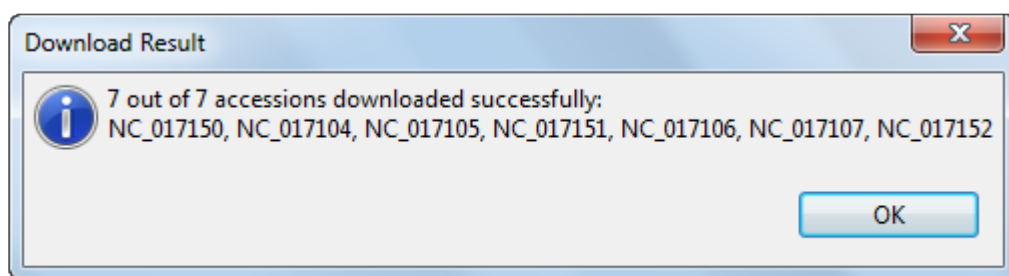 Download Result
7 out of 7 accessions downloaded successfully:
NC_017150, NC_017104, NC_017105, NC_017151, NC_017106, NC_017107, NC_017152
OK